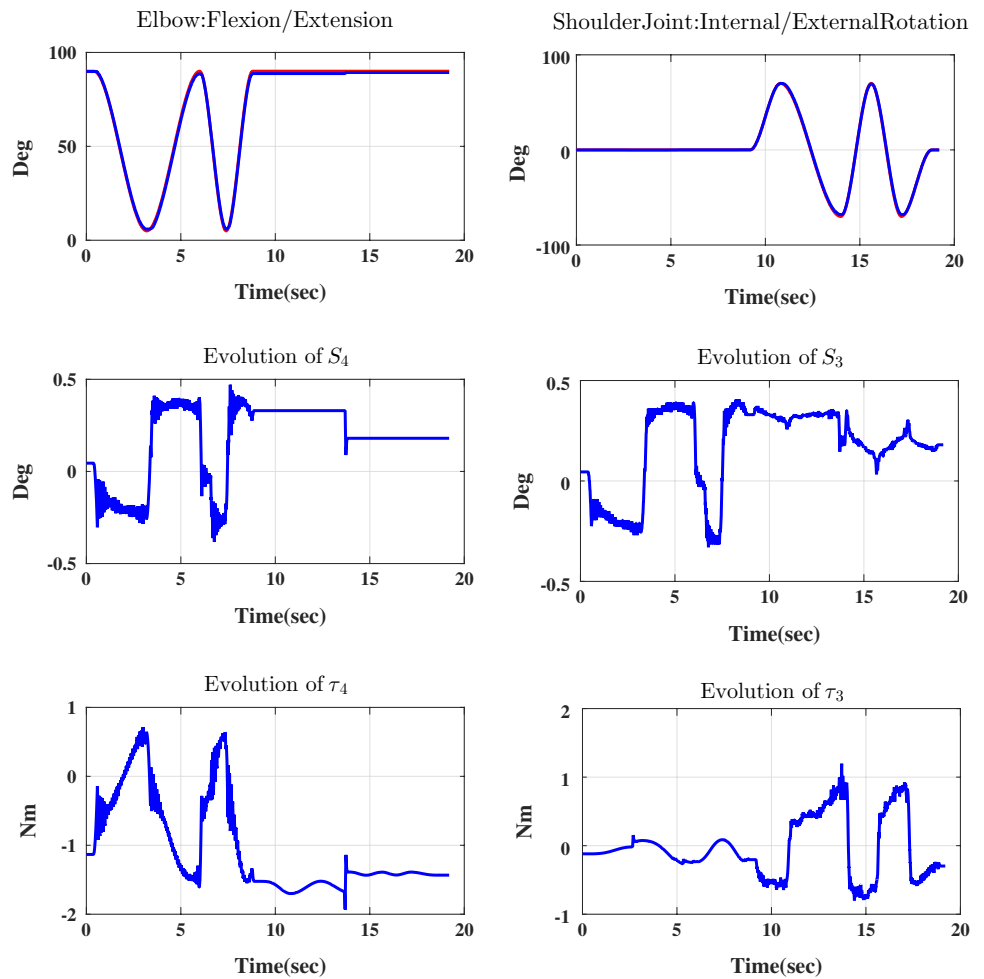 Elbow:Flexion/Extension
100
50
0
Deg
0 5 10 15 20
Time(sec)
ShoulderJoint:Internal/ExternalRotation
100
0
-100
Deg
0 5 10 15 20
Time(sec)
Evolution of S4
0.5
0
-0.5
Deg
0 5 10 15 20
Time(sec)
Evolution of S3
0.5
0
-0.5
Deg
0 5 10 15 20
Time(sec)
Evolution of τ4
1
0
-1
-2
Nm
0 5 10 15 20
Time(sec)
Evolution of τ3
2
1
0
-1
Nm
0 5 10 15 20
Time(sec)